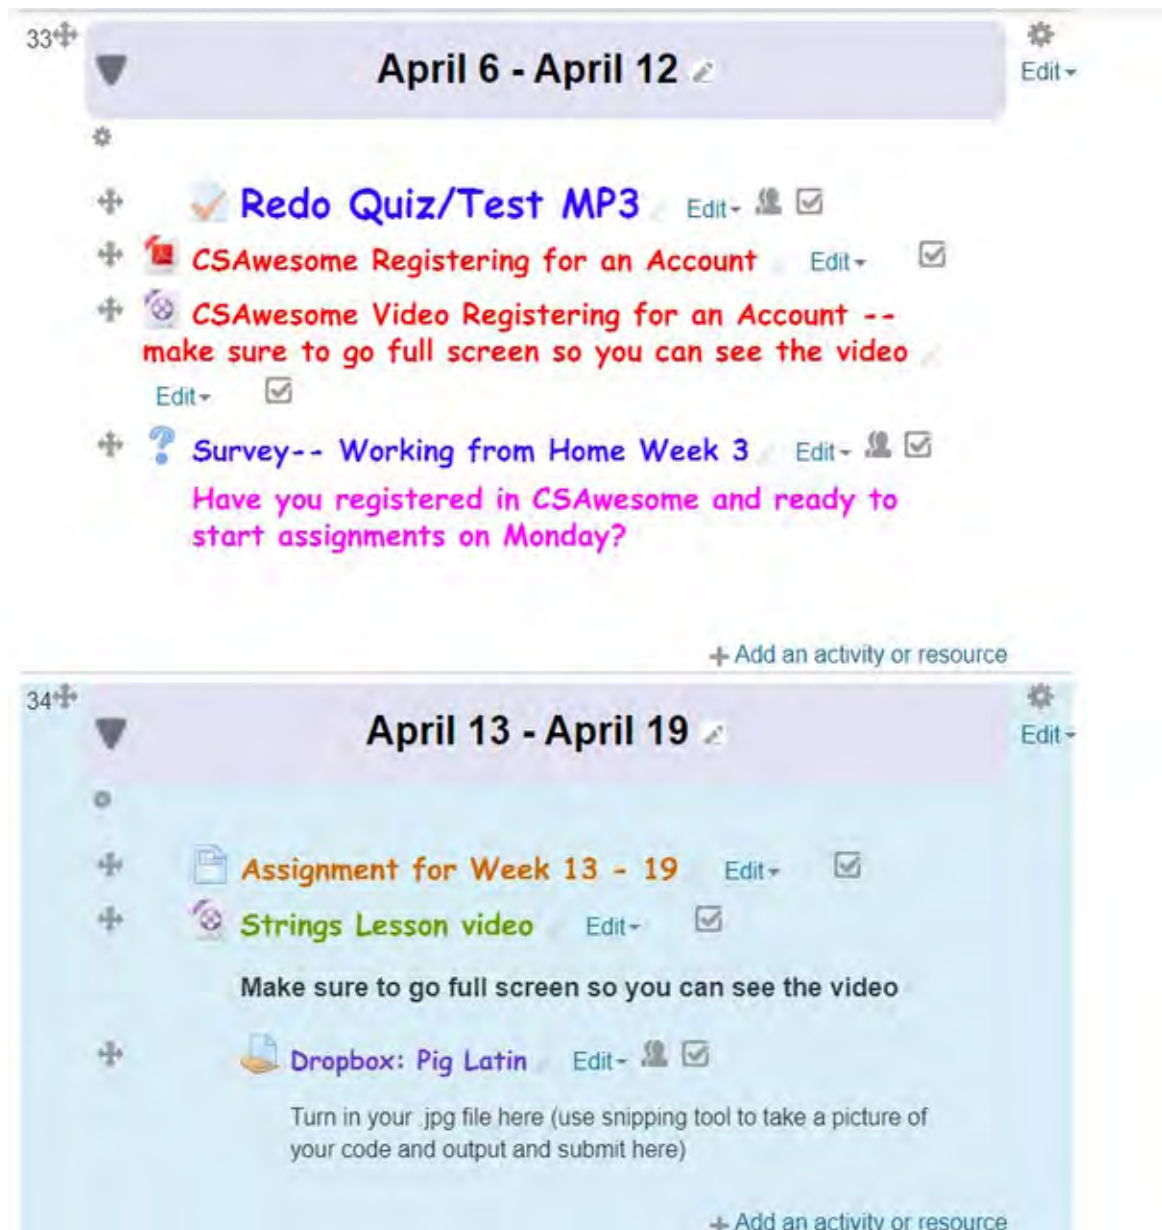 33
April 6 - April 12
Edit
Redo Quiz/Test MP3 Edit
CSAwesome Registering for an Account Edit
CSAwesome Video Registering for an Account --
make sure to go full screen so you can see the video
Edit
Survey-- Working from Home Week 3 Edit
Have you registered in CSAwesome and ready to
start assignments on Monday?
Add an activity or resource
34
April 13 - April 19
Edit
Assignment for Week 13 - 19 Edit
Strings Lesson video Edit
Make sure to go full screen so you can see the video
Dropbox: Pig Latin Edit
Turn in your .jpg file here (use snipping tool to take a picture of
your code and output and submit here)
Add an activity or resource